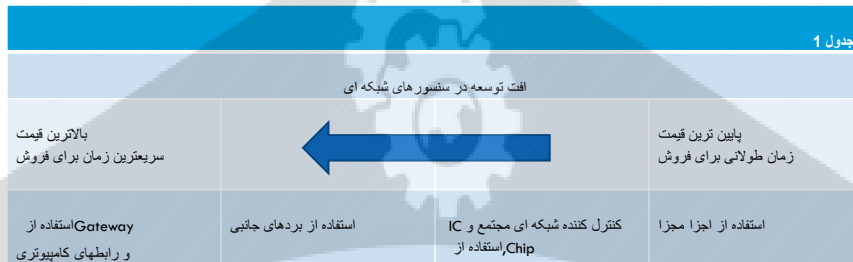 جدول 1
افت توسعه در سنسورهای شبکه ای
پایین ترین قیمت
زمان طولانی برای فروش
بالاترین قیمت
سریعترین زمان برای فروش
استفاده از اجزا مجزا
کنترل کننده شبکه ای مجتمع و IC
Chip,استفاده از
استفاده از بردهای جانبی
Gatewayاستفاده از
و رابطهای کامپیوتری